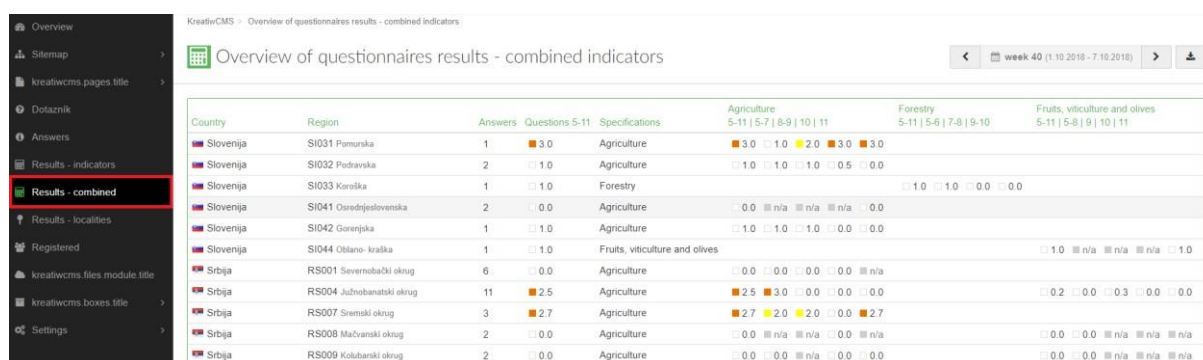 Overview
Sitemap
kreatiwcms.pages.title
Dotazník
Answers
Results - indicators
Results - combined
Results - localities
Registered
kreatiwcms.files.module.title
kreatiwcms.boxes.title
Settings
KreatiwCMS > Overview of questionnaires results - combined indicators
Overview of questionnaires results - combined indicators
week 40 (1.10.2018 - 7.10.2018)
Agriculture Forestry Fruits, viticulture and olives
Country Region Answers Questions 5-11 Specifications 5-11 | 5-7 | 8-9 | 10 | 11 5-11 | 5-6 | 7-8 | 9-10 5-11 | 5-8 | 9 | 10 | 11
Slovenija SI031 Pomurska 1 3.0 Agriculture 3.0 1.0 2.0 3.0 3.0
Slovenija SI032 Podravska 2 1.0 Agriculture 1.0 1.0 1.0 0.5 0.0
Slovenija SI033 Koroška 1 1.0 Forestry 1.0 1.0 0.0 0.0
Slovenija SI041 Osrednjeslovenska 2 0.0 Agriculture 0.0 n/a n/a n/a 0.0
Slovenija SI042 Gorenjska 1 1.0 Agriculture 1.0 1.0 1.0 0.0 0.0
Slovenija SI044 Oblano- kraška 1 1.0 Fruits, viticulture and olives 1.0 n/a n/a n/a 1.0
Srbija RS001 Severnobački okrug 6 0.0 Agriculture 0.0 0.0 0.0 0.0 n/a
Srbija RS004 Južnobanatski okrug 11 2.5 Agriculture 2.5 3.0 0.0 0.0 0.0 0.2 0.0 0.3 0.0 0.0
Srbija RS007 Sremski okrug 3 2.7 Agriculture 2.7 2.0 2.0 0.0 2.7
Srbija RS008 Mačvanski okrug 2 0.0 Agriculture 0.0 n/a n/a 0.0 n/a 0.0 0.0 n/a n/a n/a
Srbija RS009 Kolubarski okrug 2 0.0 Agriculture 0.0 0.0 n/a 0.0 0.0 0.0 0.0 n/a n/a n/a